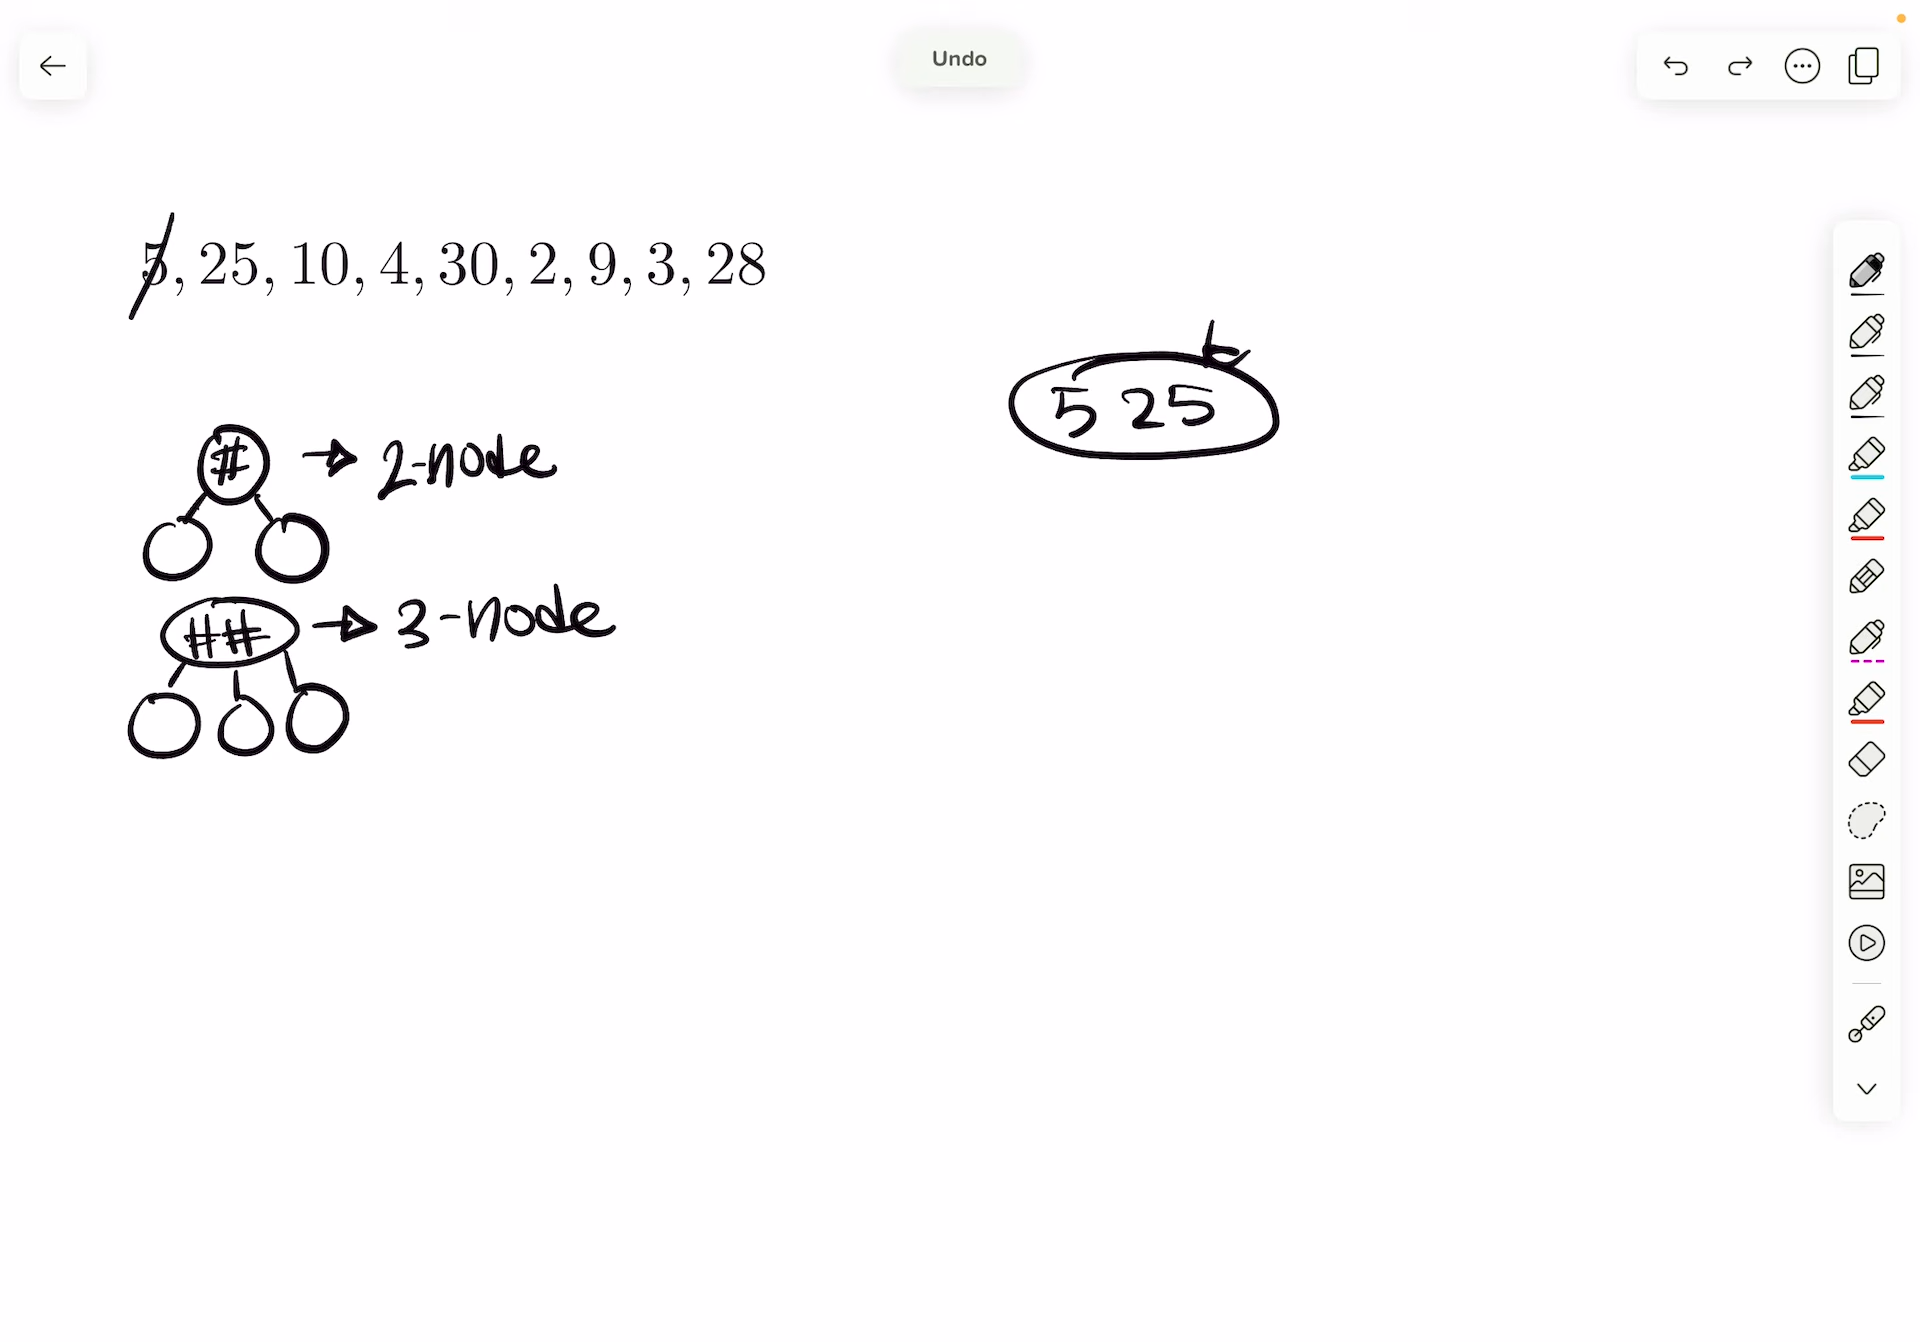 Undo
5, 25, 10, 4, 30, 2, 9, 3, 28
5 25
# → 2-node
## → 3-node